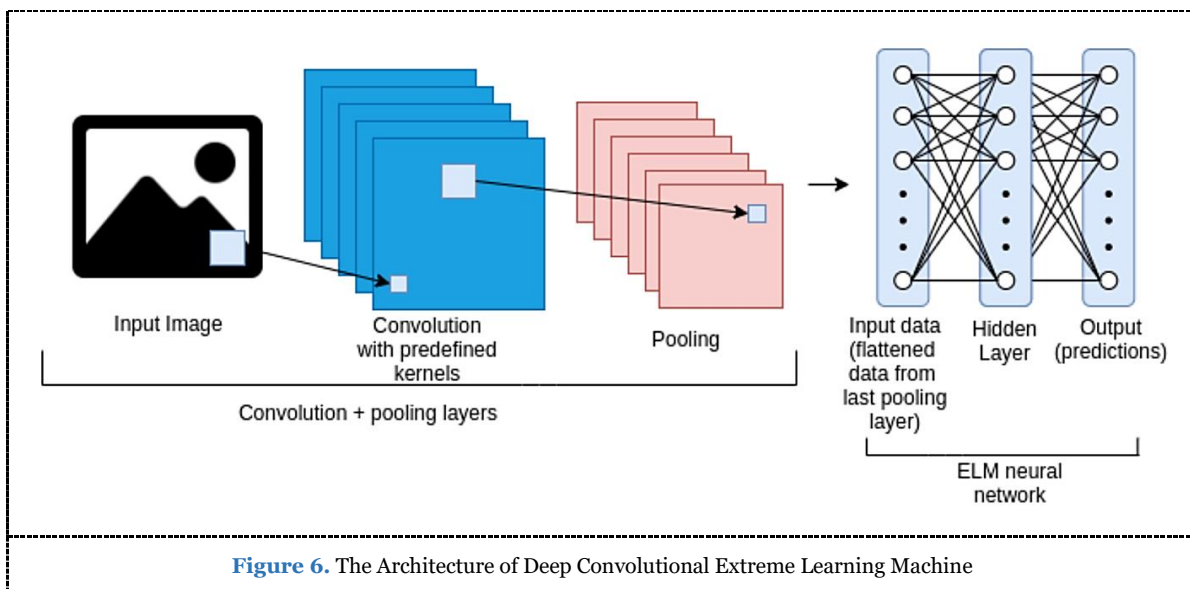 Input Image
Convolution
with predefined
kernels
Pooling
Convolution + pooling layers
Input data
(flattened
data from
last pooling
layer)
Hidden
Layer
Output
(predictions)
ELM neural
network
Figure 6. The Architecture of Deep Convolutional Extreme Learning Machine